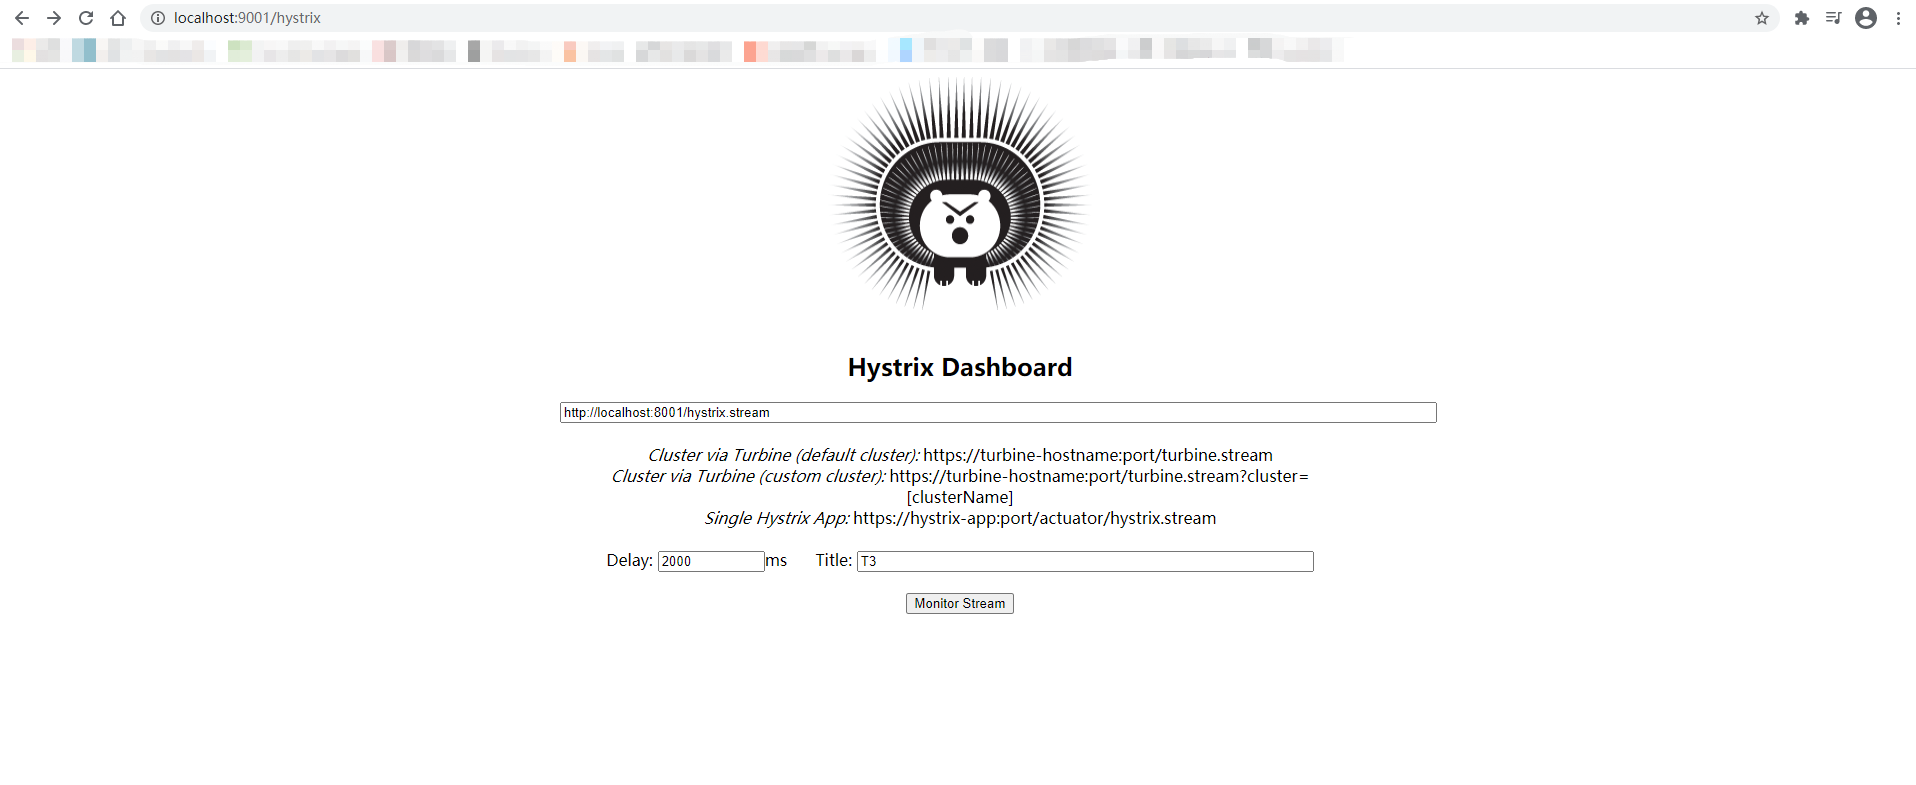 localhost:9001/hystrix
Hystrix Dashboard
http://localhost:8001/hystrix.stream
Cluster via Turbine (default cluster): https://turbine-hostname:port/turbine.stream
Cluster via Turbine (custom cluster): https://turbine-hostname:port/turbine.stream?cluster=
[clusterName]
Single Hystrix App: https://hystrix-app:port/actuator/hystrix.stream
Delay: 2000 ms Title: T3
Monitor Stream